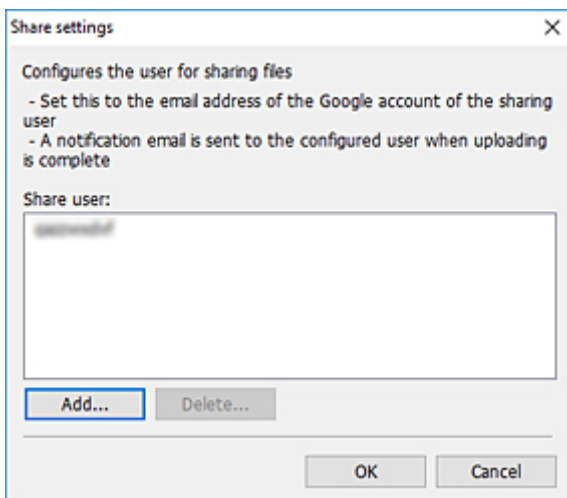 Share settings
Configures the user for sharing files
- Set this to the email address of the Google account of the sharing
user
- A notification email is sent to the configured user when uploading
is complete
Share user:
Add...
Delete...
OK
Cancel